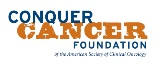 CONQUER
CANCER
FOUNDATION
of the American Society of Clinical Oncology